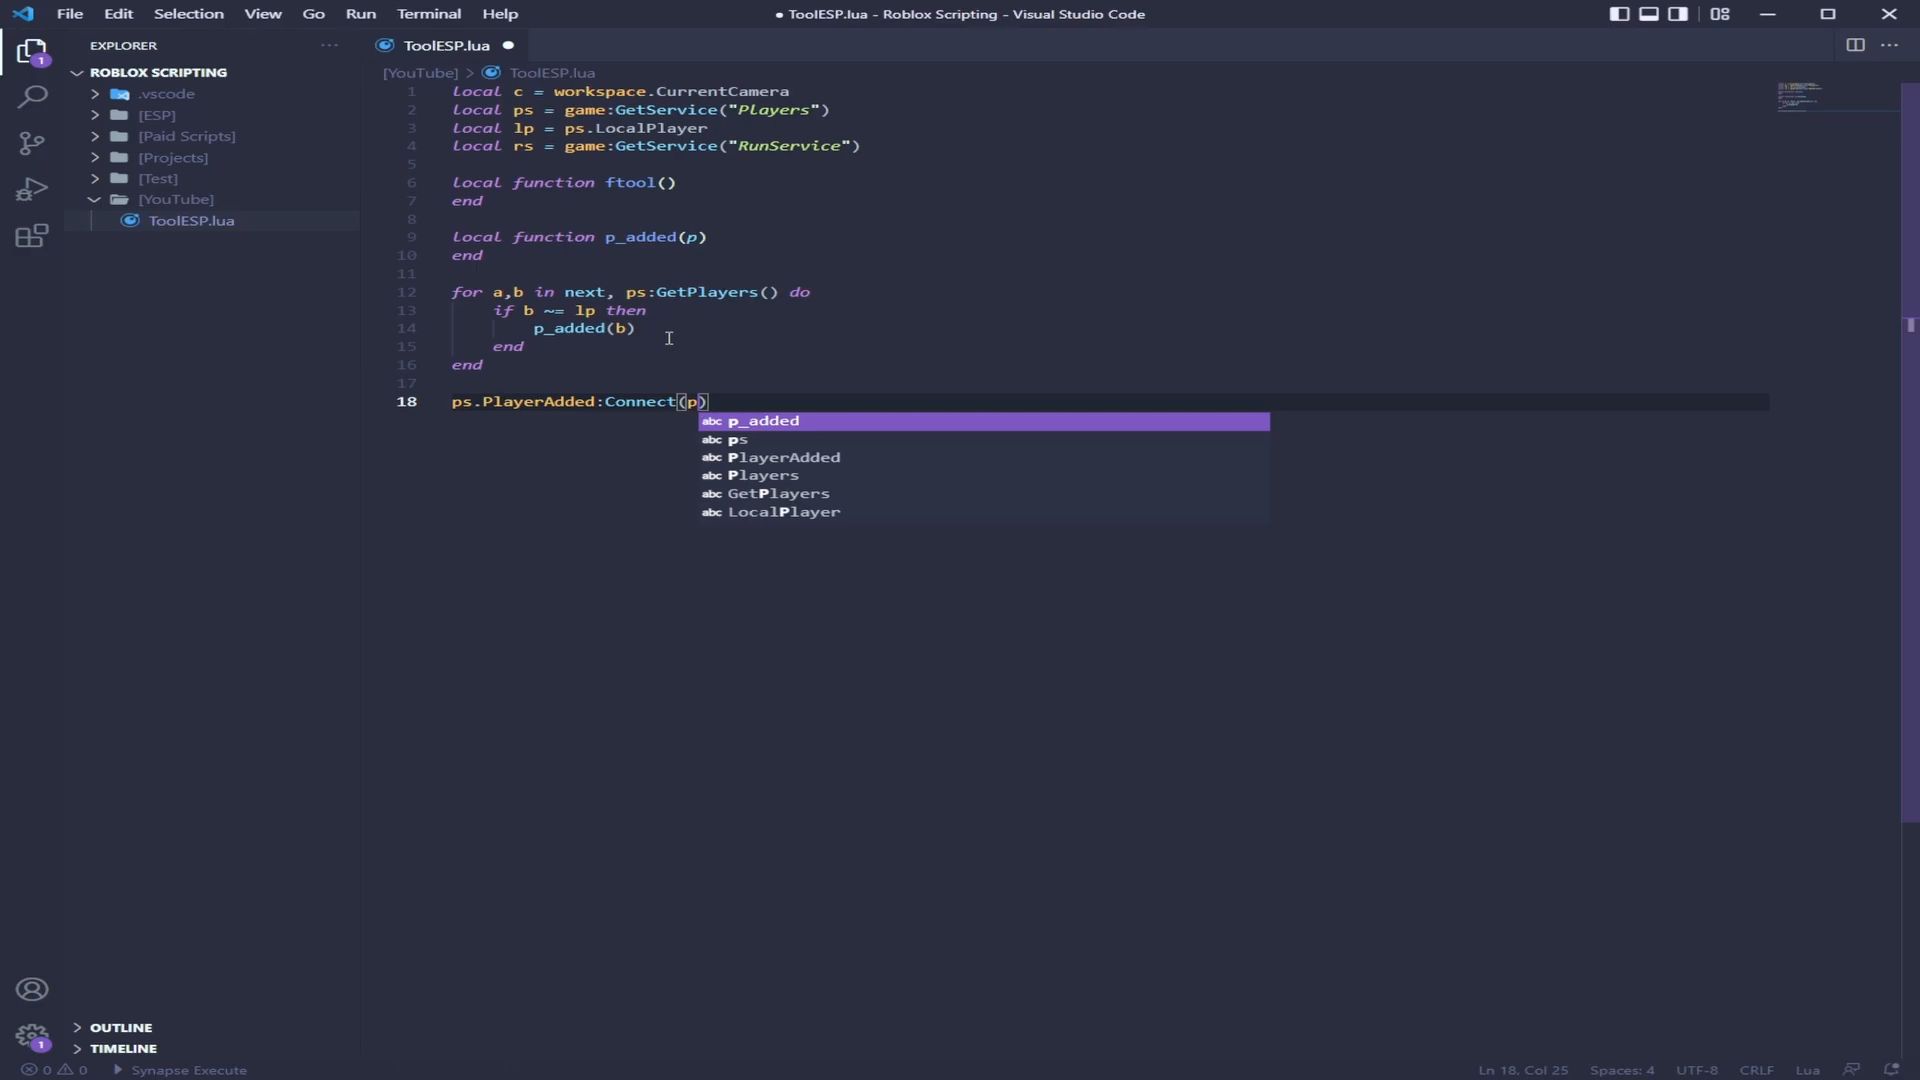 File Edit Selection View Go Run Terminal Help
● ToolESP.lua - Roblox Scripting - Visual Studio Code
EXPLORER
ROBLOX SCRIPTING
.vscode
[ESP]
[Paid Scripts]
[Projects]
[Test]
[YouTube]
ToolESP.lua
OUTLINE
TIMELINE
1
1
ToolESP.lua
[YouTube] > ToolESP.lua
1 local c = workspace.CurrentCamera
2 local ps = game:GetService("Players")
3 local lp = ps.LocalPlayer
4 local rs = game:GetService("RunService")
5
6 local function ftool()
7 end
8
9 local function p_added(p)
10 end
11
12 for a,b in next, ps:GetPlayers() do
13 if b ~= lp then
14 p_added(b)
15 end
16 end
17
18 ps.PlayerAdded:Connect(p)
abc p_added
abc ps
abc PlayerAdded
abc Players
abc GetPlayers
abc LocalPlayer
0 0 Synapse Execute
Ln 18, Col 25 Spaces: 4 UTF-8 CRLF Lua